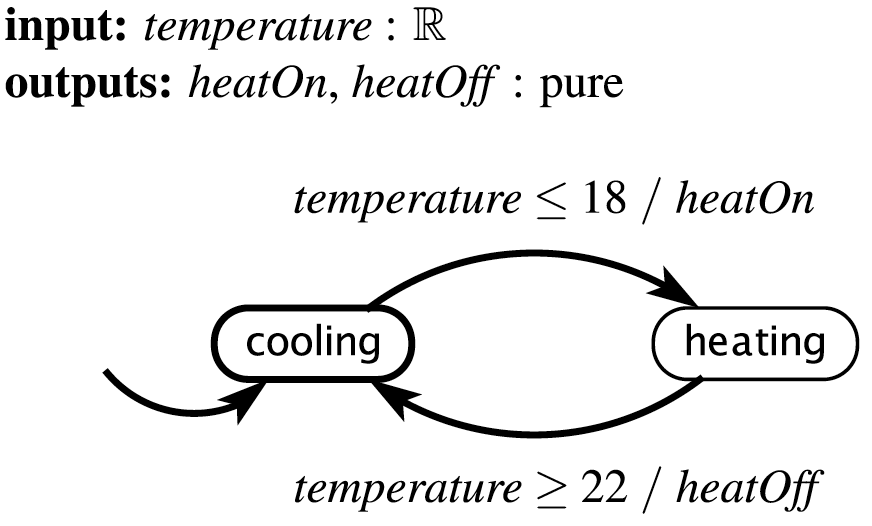 input: temperature : ℝ
outputs: heatOn, heatOff : pure
temperature ≤ 18 / heatOn
cooling
heating
temperature ≥ 22 / heatOff